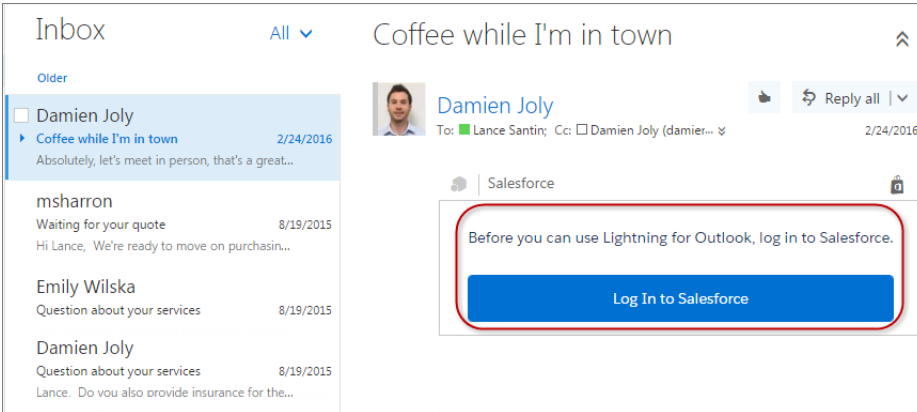 Inbox
All
Older
Damien Joly
Coffee while I'm in town 2/24/2016
Absolutely, let's meet in person, that's a great...
msharron
Waiting for your quote 8/19/2015
Hi Lance, We're ready to move on purchasin...
Emily Wilska
Question about your services 8/19/2015
Damien Joly
Question about your services 8/19/2015
Lance. Do you also provide insurance for the...
Coffee while I'm in town
Damien Joly
Reply all
To: Lance Santin; Cc: Damien Joly (damier... 2/24/2016
Salesforce
Before you can use Lightning for Outlook, log in to Salesforce.
Log In to Salesforce